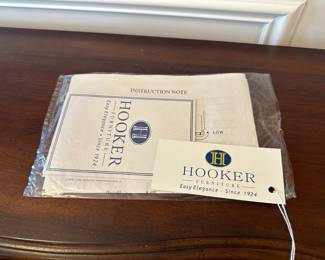 INSTRUCTION NOTE
H
HOOKER
FURNITURE
Easy Elegance - Since 1924
LOW
H
HOOKER
FURNITURE
Easy Elegance - Since 1924